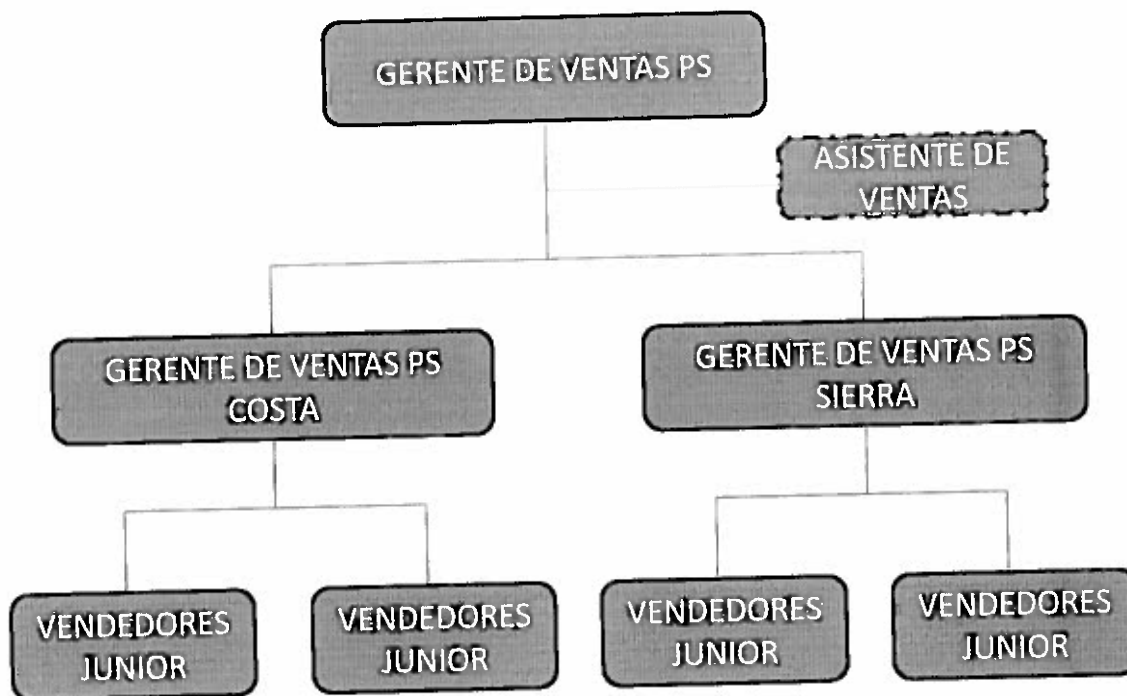 GERENTE DE VENTAS PS
ASISTENTE DE
VENTAS
GERENTE DE VENTAS PS
COSTA
GERENTE DE VENTAS PS
SIERRA
VENDEDORES
JUNIOR
VENDEDORES
JUNIOR
VENDEDORES
JUNIOR
VENDEDORES
JUNIOR